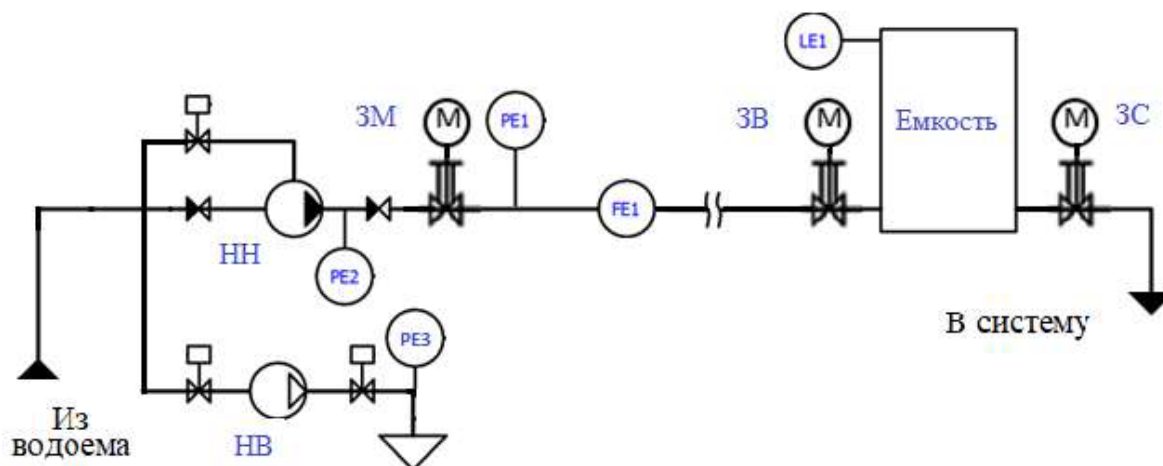 LE1
ЗМ
М
PE1
ЗВ
М
Емкость
М
ЗС
FE1
НН
PE2
PE3
В систему
Из
водоема
НВ